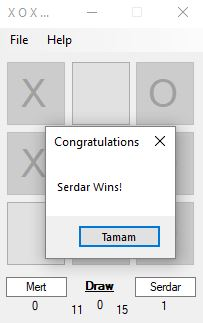 X O X ...
File Help
X O
Congratulations
X
Serdar Wins!
Tamam
Mert Draw Serdar
0 11 0 15 1